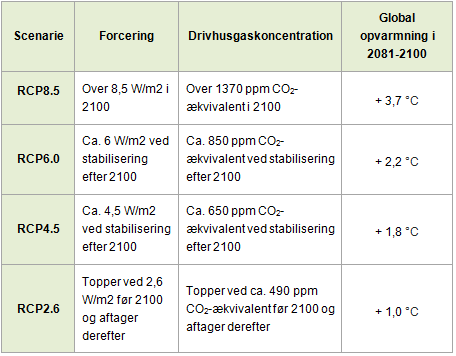 Scenarie
Forcering
Drivhusgaskoncentration
Global
opvarmning i
2081-2100
RCP8.5
Over 8,5 W/m2 i
2100
Over 1370 ppm CO₂-
ækvivalent i 2100
+ 3,7 °C
RCP6.0
Ca. 6 W/m2 ved
stabilisering
efter 2100
Ca. 850 ppm CO₂-
ækvivalent ved stabilisering
efter 2100
+ 2,2 °C
RCP4.5
Ca. 4,5 W/m2
ved stabilisering
efter 2100
Ca. 650 ppm CO₂-
ækvivalent ved stabilisering
efter 2100
+ 1,8 °C
RCP2.6
Topper ved 2,6
W/m2 før 2100
og aftager
derefter
Topper ved ca. 490 ppm
CO₂-ækvivalent før 2100 og
aftager derefter
+ 1,0 °C